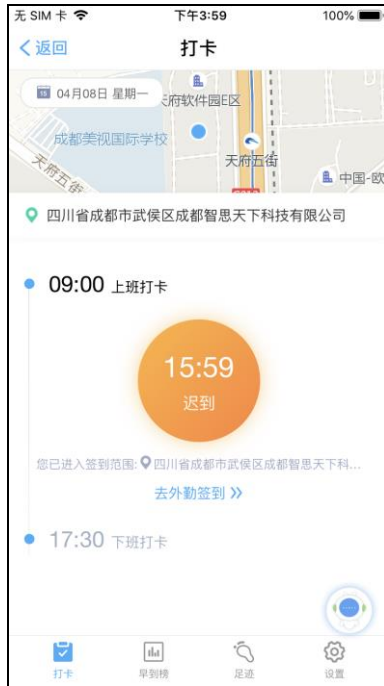 无 SIM 卡 下午3:59 100%
返回 打卡
04月08日 星期一
天府软件园E区
成都美视国际学校
天府五街
天府五街
中国-欧
四川省成都市武侯区成都智思天下科技有限公司
09:00 上班打卡
15:59
迟到
您已进入签到范围: 四川省成都市武侯区成都智思天下科...
去外勤签到
17:30 下班打卡
打卡 早到榜 足迹 设置